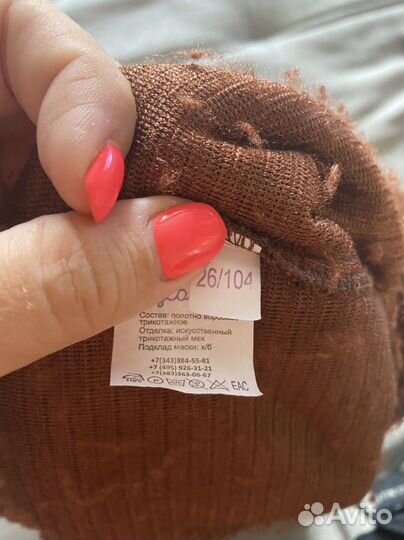 26/104
Состав: полотно
трикотажное
Отделка: искусственный
трикотажный мех
Подклад маски: х/б
+7(343)384-55-81
+7 (495) 926-31-21
+7(383)363-06-67
EAC
Avito